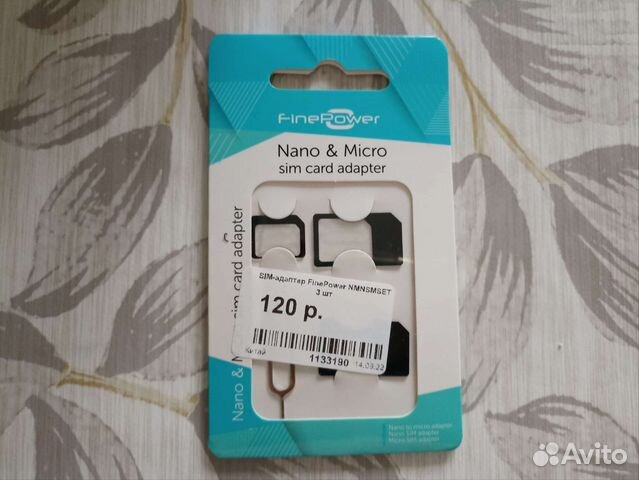 FinePower
Nano & Micro
sim card adapter
Nano & M
sim card adapter
SIM-адаптер FinePower NMNSMSET
3 шт
120 р.
Китай
1133190
14.09.22
Nano to micro adapter
Nano SIM adapter
Micro SIM adapter
Avito